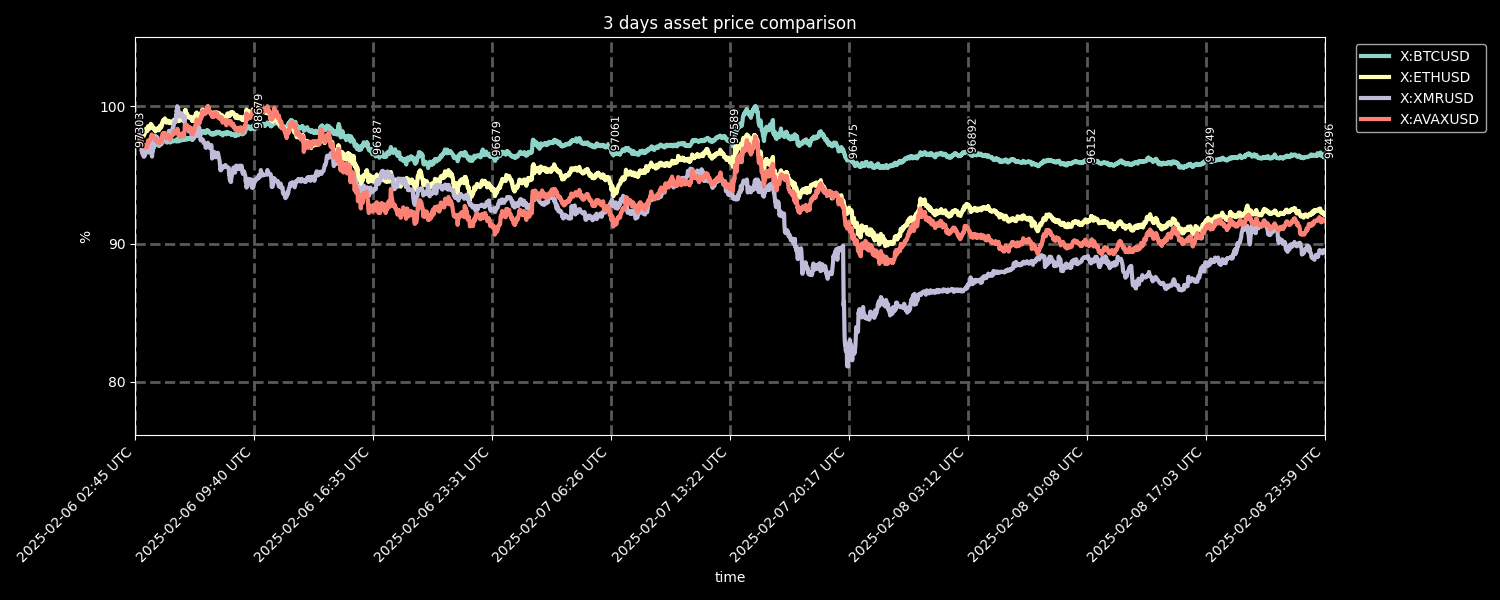 3 days asset price comparison
X:BTCUSD
X:ETHUSD
X:XMRUSD
X:AVAXUSD
100
90
80
%
97303
98679
96787
96679
97061
97589
96475
96892
96152
96249
96496
2025-02-06 02:45 UTC
2025-02-06 09:40 UTC
2025-02-06 16:35 UTC
2025-02-06 23:31 UTC
2025-02-07 06:26 UTC
2025-02-07 13:22 UTC
2025-02-07 20:17 UTC
2025-02-08 03:12 UTC
2025-02-08 10:08 UTC
2025-02-08 17:03 UTC
2025-02-08 23:59 UTC
time